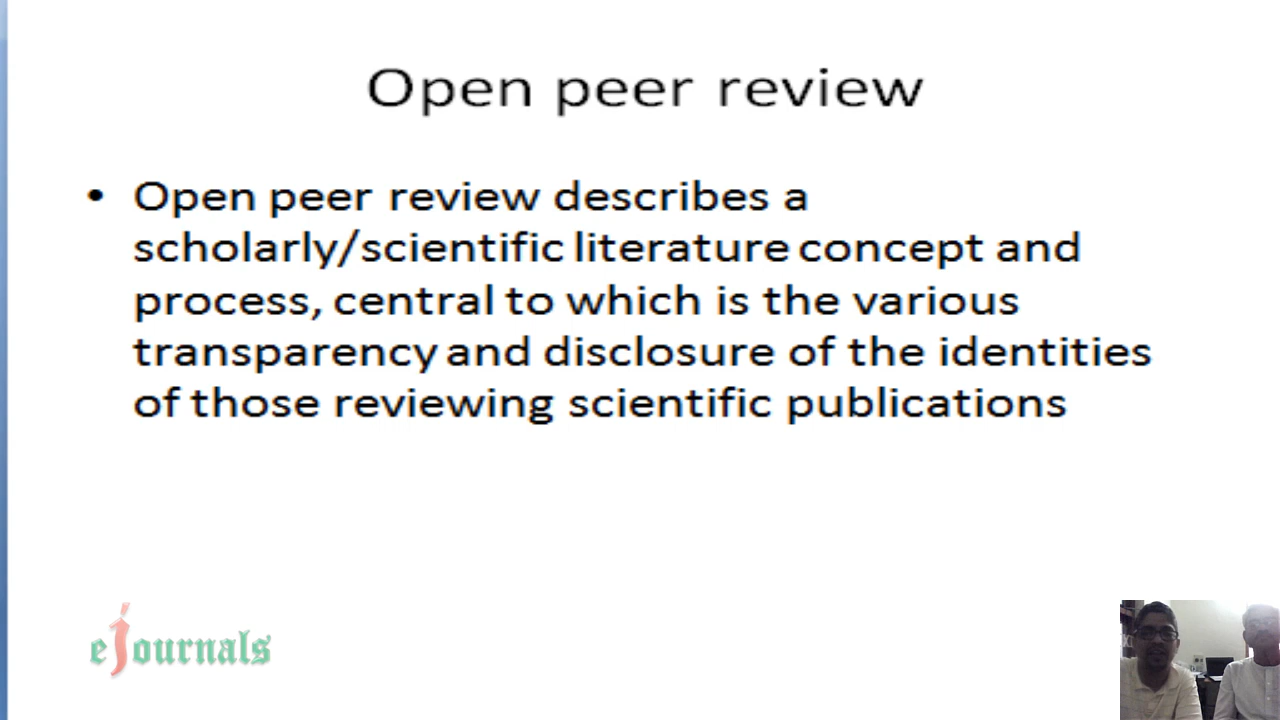 Open peer review
• Open peer review describes a
scholarly/scientific literature concept and
process, central to which is the various
transparency and disclosure of the identities
of those reviewing scientific publications
eJournals